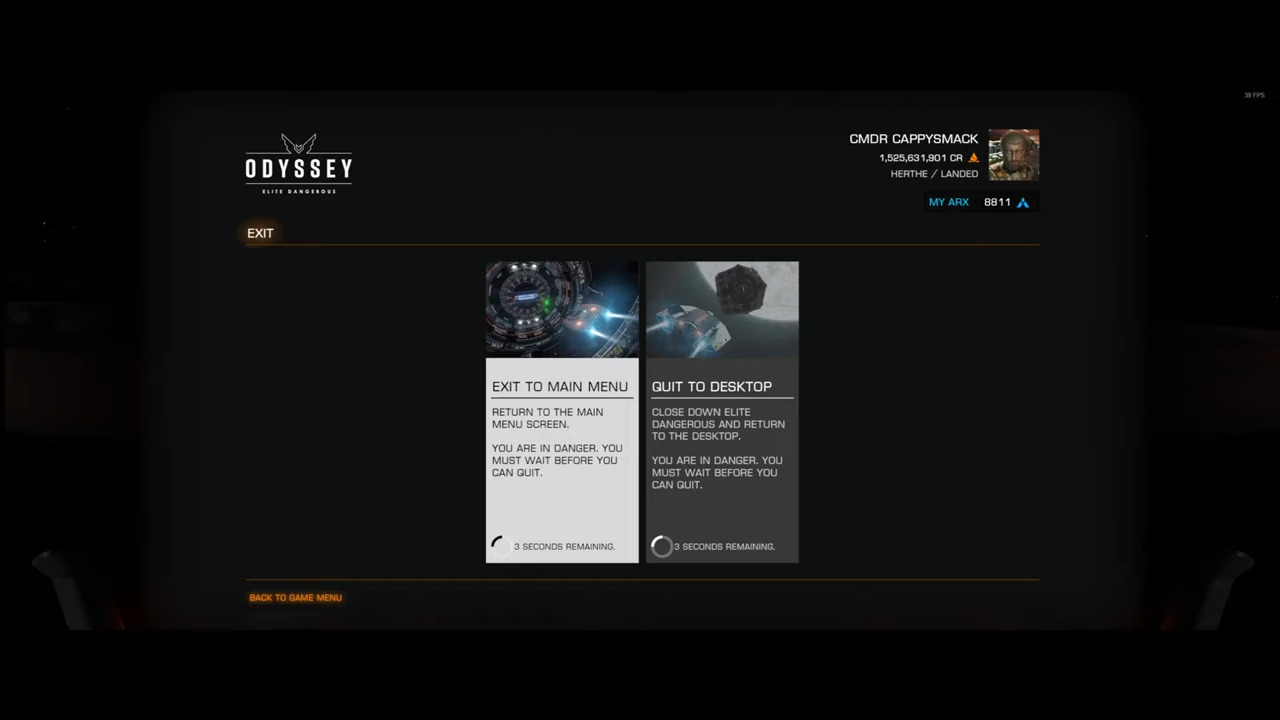 39 FPS
ODYSSEY
ELITE DANGEROUS
CMDR CAPPYSMACK
1,525,631,901 CR
HERTHE / LANDED
MY ARX 8811
EXIT
EXIT TO MAIN MENU
RETURN TO THE MAIN
MENU SCREEN.
YOU ARE IN DANGER. YOU
MUST WAIT BEFORE YOU
CAN QUIT.
3 SECONDS REMAINING.
QUIT TO DESKTOP
CLOSE DOWN ELITE
DANGEROUS AND RETURN
TO THE DESKTOP.
YOU ARE IN DANGER. YOU
MUST WAIT BEFORE YOU
CAN QUIT.
3 SECONDS REMAINING.
BACK TO GAME MENU